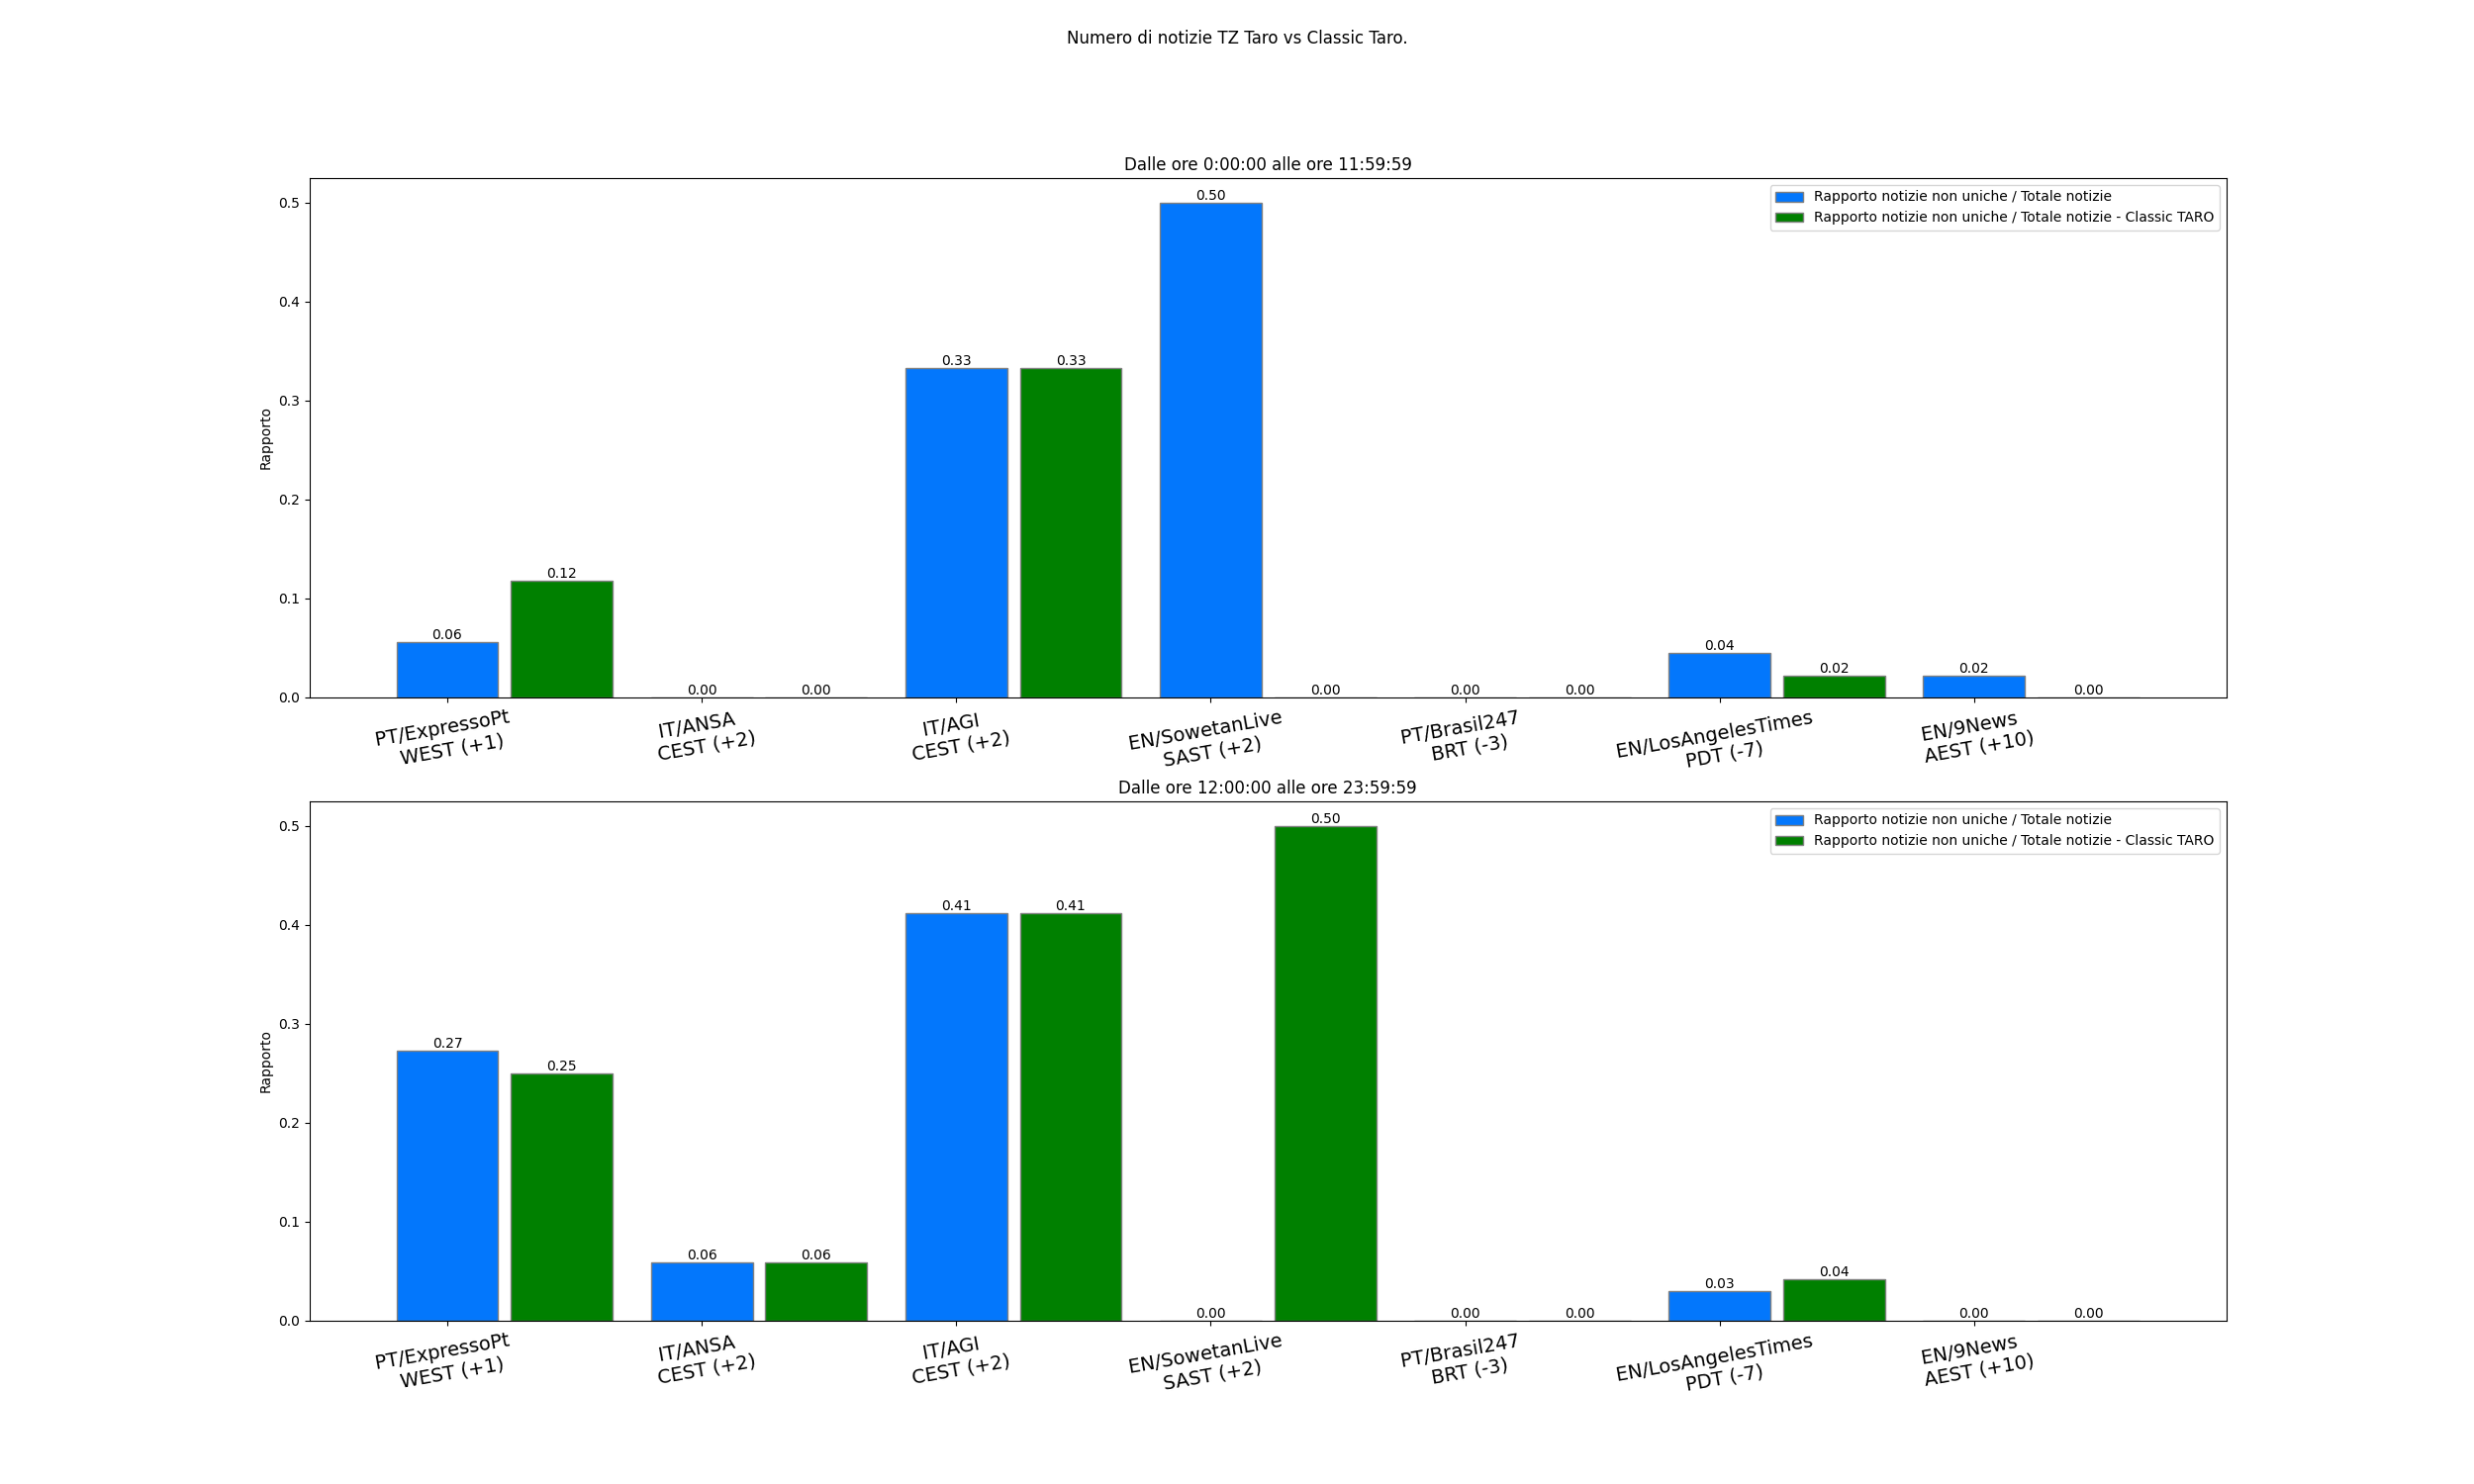 Numero di notizie TZ Taro vs Classic Taro.
Dalle ore 0:00:00 alle ore 11:59:59
Rapporto notizie non uniche / Totale notizie
Rapporto notizie non uniche / Totale notizie - Classic TARO
Rapporto
0.5
0.4
0.3
0.2
0.1
0.0
0.06
0.12
0.00
0.00
0.33
0.33
0.50
0.00
0.00
0.00
0.04
0.02
0.02
0.00
PT/ExpressoPt
WEST (+1)
IT/ANSA
CEST (+2)
IT/AGI
CEST (+2)
EN/SowetanLive
SAST (+2)
PT/Brasil247
BRT (-3)
EN/LosAngelesTimes
PDT (-7)
EN/9News
AEST (+10)
Dalle ore 12:00:00 alle ore 23:59:59
Rapporto notizie non uniche / Totale notizie
Rapporto notizie non uniche / Totale notizie - Classic TARO
Rapporto
0.5
0.4
0.3
0.2
0.1
0.0
0.27
0.25
0.06
0.06
0.41
0.41
0.00
0.50
0.00
0.00
0.03
0.04
0.00
0.00
PT/ExpressoPt
WEST (+1)
IT/ANSA
CEST (+2)
IT/AGI
CEST (+2)
EN/SowetanLive
SAST (+2)
PT/Brasil247
BRT (-3)
EN/LosAngelesTimes
PDT (-7)
EN/9News
AEST (+10)